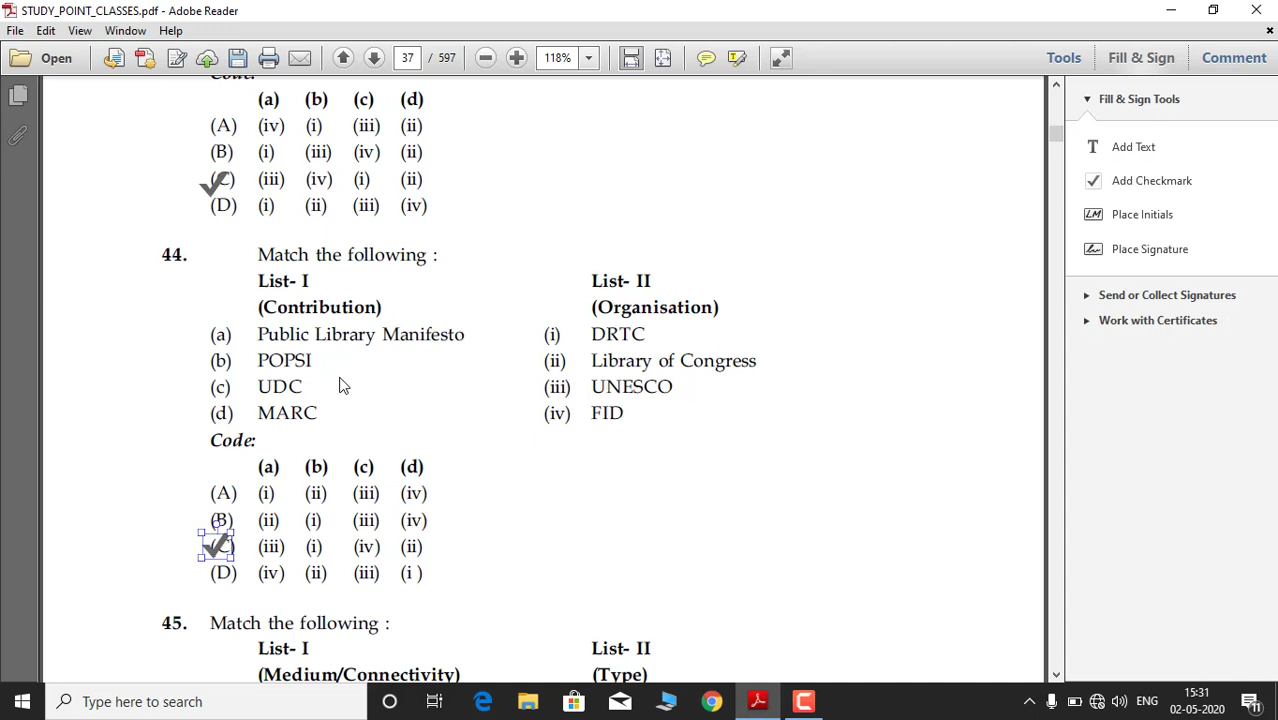 STUDY_POINT_CLASSES.pdf - Adobe Reader
File Edit View Window Help
Open 37 / 597 118% Tools Fill & Sign Comment
Code:
(a) (b) (c) (d)
(A) (iv) (i) (iii) (ii)
(B) (i) (iii) (iv) (ii)
(C) (iii) (iv) (i) (ii)
(D) (i) (ii) (iii) (iv)
44. Match the following :
List- I List- II
(Contribution) (Organisation)
(a) Public Library Manifesto (i) DRTC
(b) POPSI (ii) Library of Congress
(c) UDC (iii) UNESCO
(d) MARC (iv) FID
Code:
(a) (b) (c) (d)
(A) (i) (ii) (iii) (iv)
(B) (ii) (i) (iii) (iv)
(C) (iii) (i) (iv) (ii)
(D) (iv) (ii) (iii) (i )
45. Match the following :
List- I List- II
(Medium/Connectivity) (Type)
Fill & Sign Tools
T Add Text
Add Checkmark
LM Place Initials
Place Signature
Send or Collect Signatures
Work with Certificates
Type here to search
ENG
15:31
02-05-2020
11